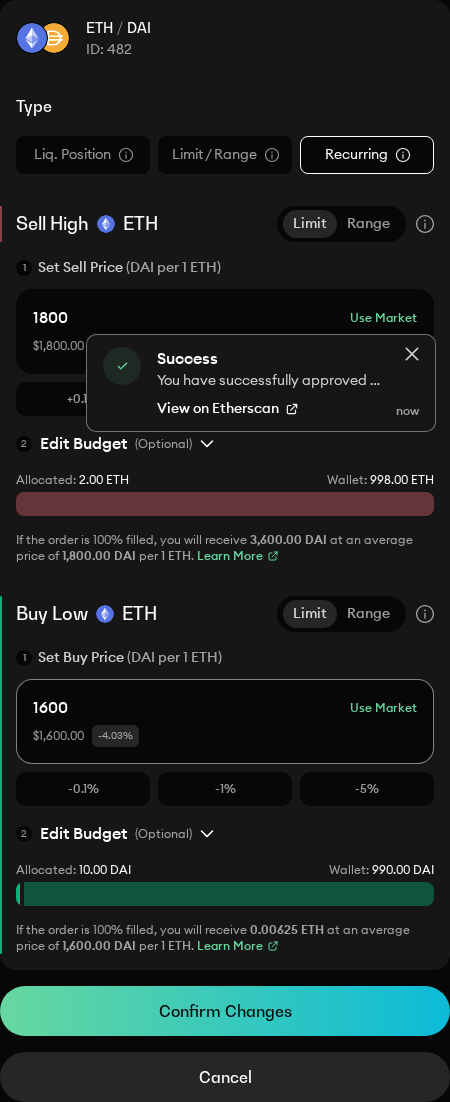 ETH / DAI
ID: 482
Type
Liq. Position
Limit / Range
Recurring
Sell High ETH
Limit Range
1 Set Sell Price (DAI per 1 ETH)
1800
Use Market
$1,800.00
Success
You have successfully approved ...
View on Etherscan
now
+0.1
2 Edit Budget (Optional)
Allocated: 2.00 ETH
Wallet: 998.00 ETH
If the order is 100% filled, you will receive 3,600.00 DAI at an average
price of 1,800.00 DAI per 1 ETH. Learn More
Buy Low ETH
Limit Range
1 Set Buy Price (DAI per 1 ETH)
1600
Use Market
$1,600.00 -4.03%
-0.1%
-1%
-5%
2 Edit Budget (Optional)
Allocated: 10.00 DAI
Wallet: 990.00 DAI
If the order is 100% filled, you will receive 0.00625 ETH at an average
price of 1,600.00 DAI per 1 ETH. Learn More
Confirm Changes
Cancel